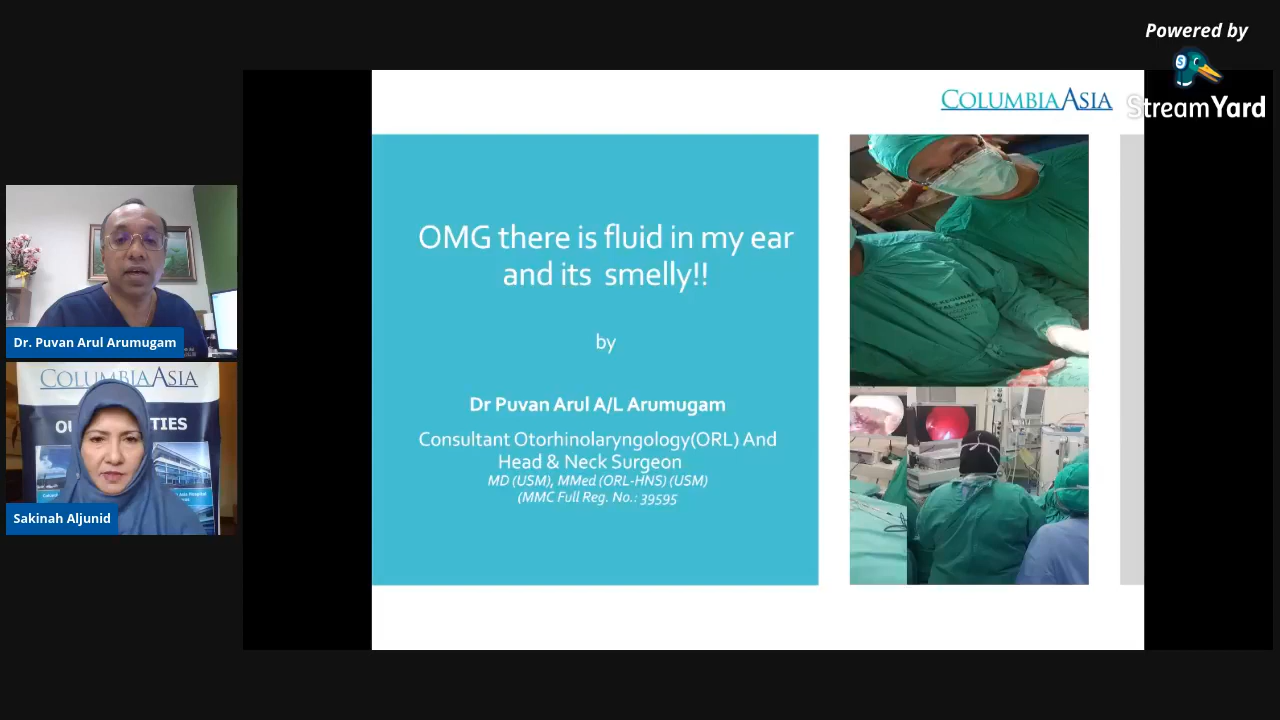 Powered by
StreamYard
COLUMBIA ASIA
OMG there is fluid in my ear
and its smelly!!
by
Dr Puvan Arul A/L Arumugam
Consultant Otorhinolaryngology(ORL) And
Head & Neck Surgeon
MD (USM), MMed (ORL-HNS) (USM)
(MMC Full Reg. No.: 39595
Dr. Puvan Arul Arumugam
COLUMBIA ASIA
Sakinah Aljunid